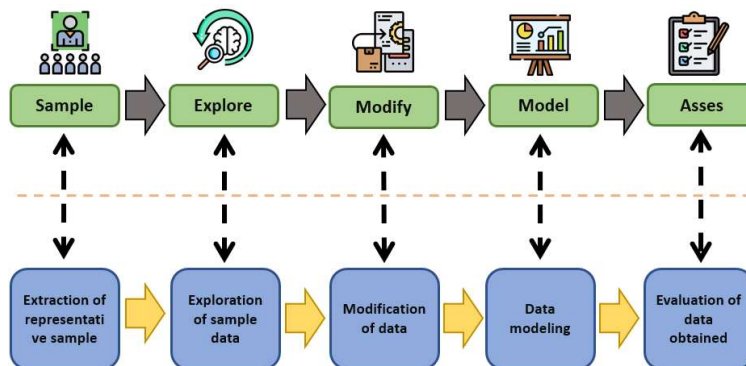 Sample
Explore
Modify
Model
Asses
Extraction of
representati
ve sample
Exploration
of sample
data
Modification
of data
Data
modeling
Evaluation of
data
obtained